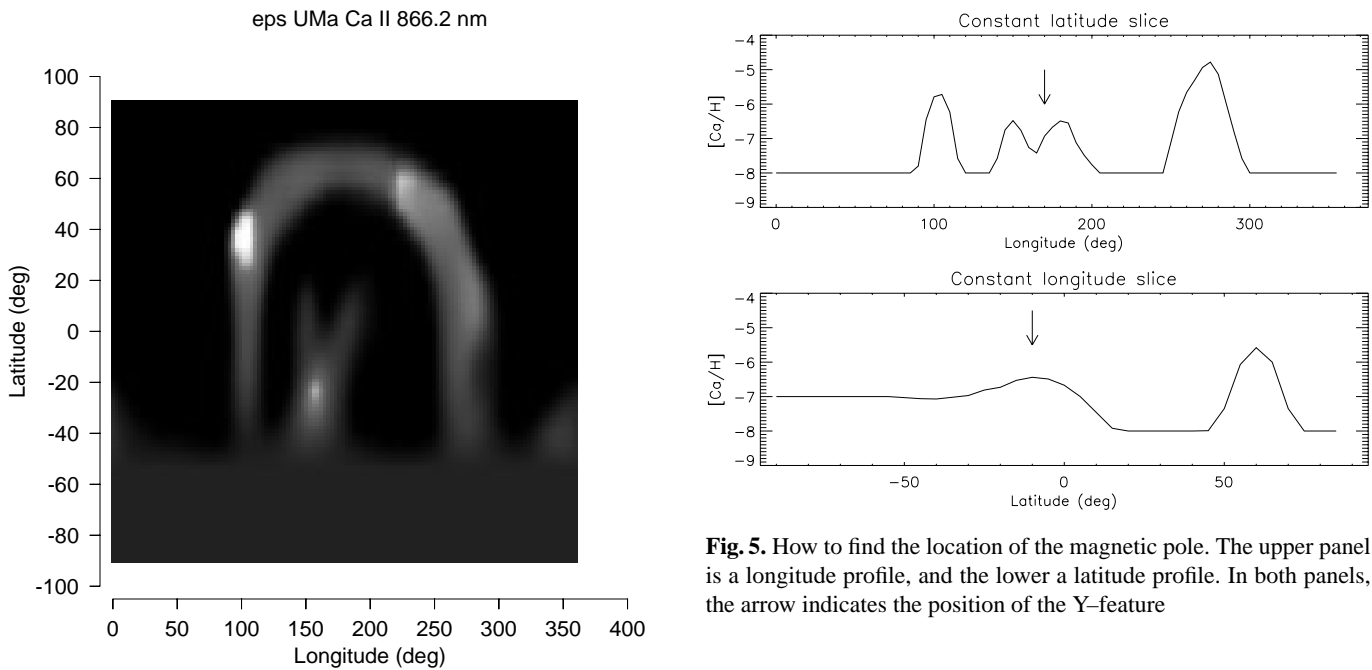 eps UMa Ca II 866.2 nm
100
80
60
40
20
0
-20
-40
-60
-80
-100
Latitude (deg)
0 50 100 150 200 250 300 350 400
Longitude (deg)
Constant latitude slice
-4
-5
-6
-7
-8
-9
[Ca/H]
0 100 200 300
Longitude (deg)
Constant longitude slice
-4
-5
-6
-7
-8
-9
[Ca/H]
-50 0 50
Latitude (deg)
Fig. 5. How to find the location of the magnetic pole. The upper panel
is a longitude profile, and the lower a latitude profile. In both panels,
the arrow indicates the position of the Y–feature